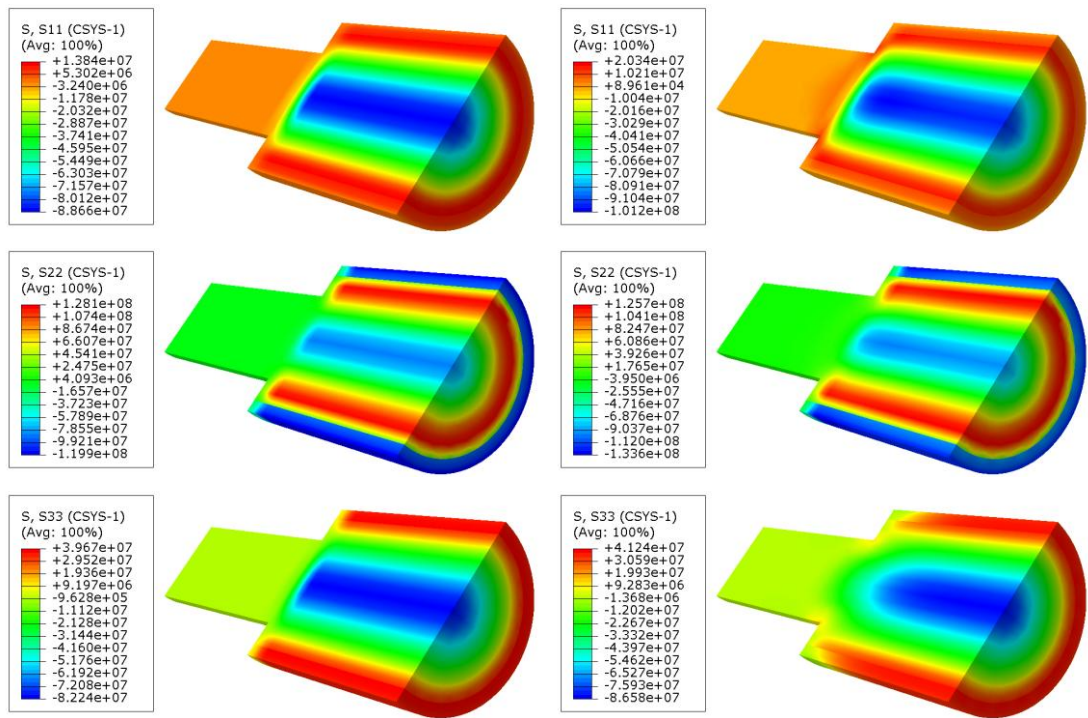 S, S11 (CSYS-1)
(Avg: 100%)
+1.384e+07
+5.302e+06
-3.240e+06
-1.178e+07
-2.032e+07
-2.887e+07
-3.741e+07
-4.595e+07
-5.449e+07
-6.303e+07
-7.157e+07
-8.012e+07
-8.866e+07
S, S11 (CSYS-1)
(Avg: 100%)
+2.034e+07
+1.021e+07
+8.961e+04
-1.004e+07
-2.016e+07
-3.029e+07
-4.041e+07
-5.054e+07
-6.066e+07
-7.079e+07
-8.091e+07
-9.104e+07
-1.012e+08
S, S22 (CSYS-1)
(Avg: 100%)
+1.281e+08
+1.074e+08
+8.674e+07
+6.607e+07
+4.541e+07
+2.475e+07
+4.093e+06
-1.657e+07
-3.723e+07
-5.789e+07
-7.855e+07
-9.921e+07
-1.199e+08
S, S22 (CSYS-1)
(Avg: 100%)
+1.257e+08
+1.041e+08
+8.247e+07
+6.086e+07
+3.926e+07
+1.765e+07
-3.950e+06
-2.555e+07
-4.716e+07
-6.876e+07
-9.037e+07
-1.120e+08
-1.336e+08
S, S33 (CSYS-1)
(Avg: 100%)
+3.967e+07
+2.952e+07
+1.936e+07
+9.197e+06
-9.628e+05
-1.112e+07
-2.128e+07
-3.144e+07
-4.160e+07
-5.176e+07
-6.192e+07
-7.208e+07
-8.224e+07
S, S33 (CSYS-1)
(Avg: 100%)
+4.124e+07
+3.059e+07
+1.993e+07
+9.283e+06
-1.368e+06
-1.202e+07
-2.267e+07
-3.332e+07
-4.397e+07
-5.462e+07
-6.527e+07
-7.593e+07
-8.658e+07